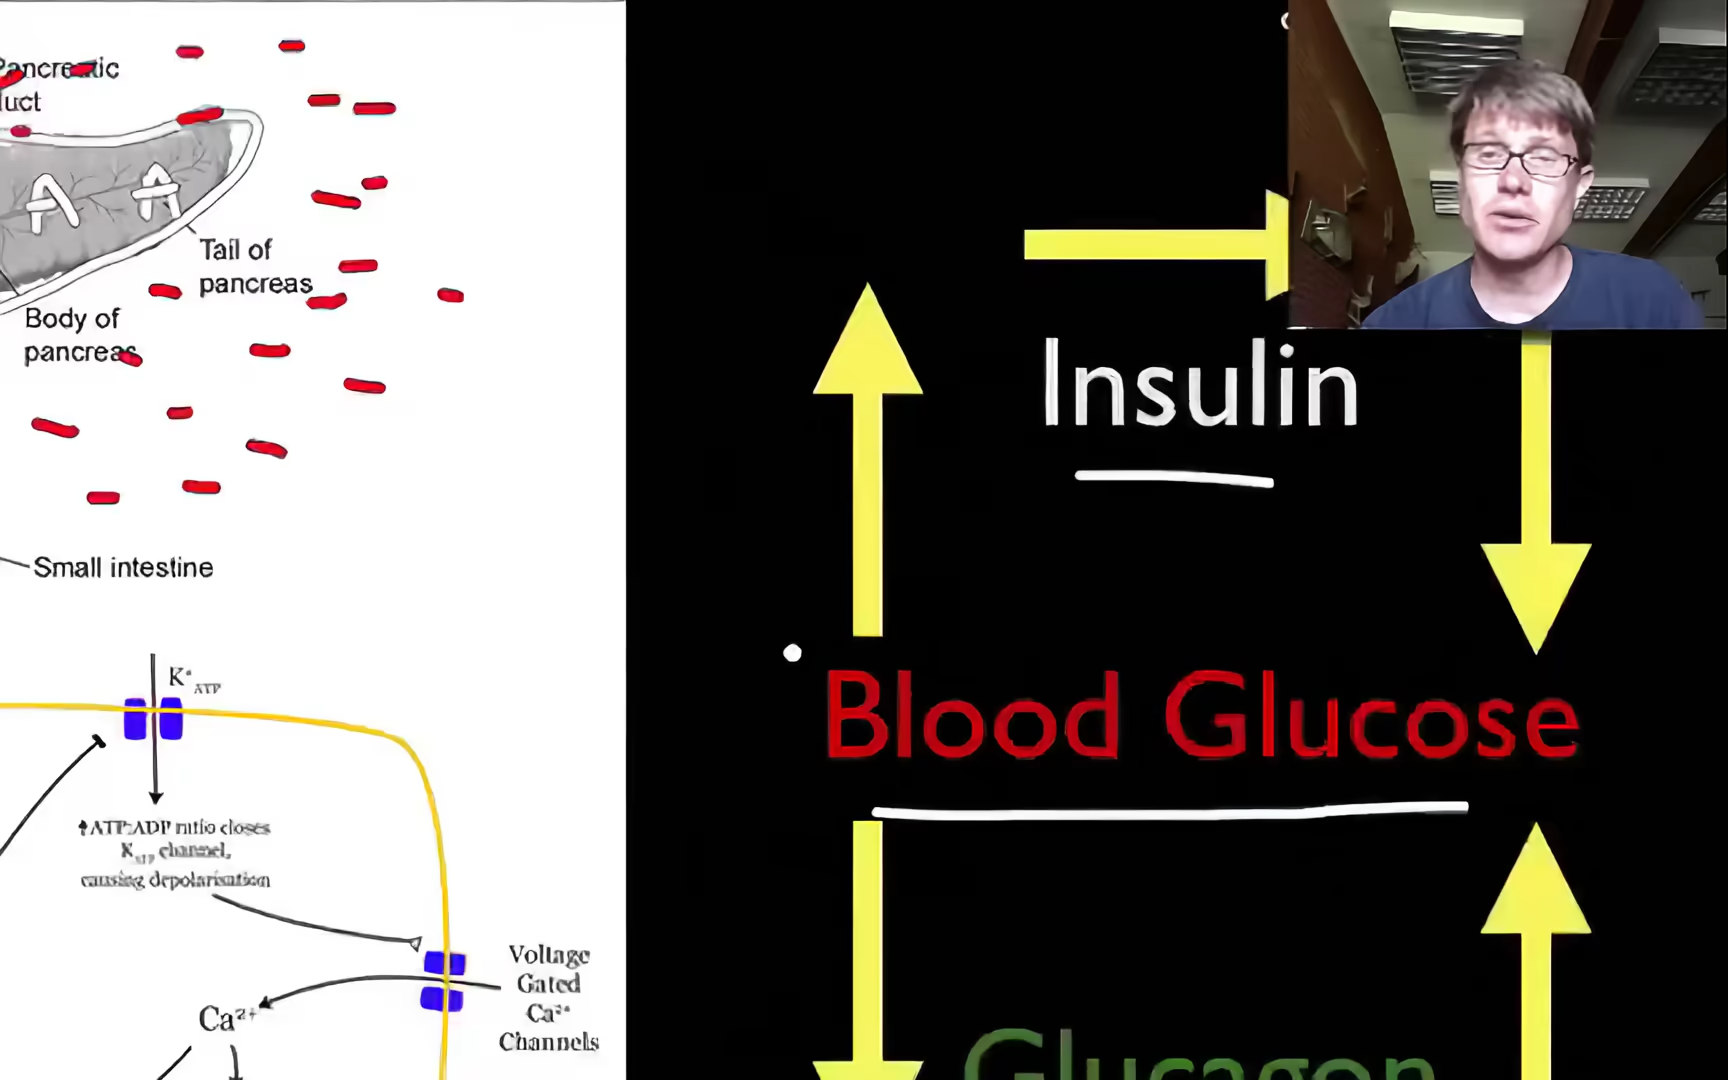 Pancreatic
duct
A A
Tail of
pancreas
Body of
pancreas
Small intestine
K⁺ATP
↑ATP:ADP ratio closes
KATP channel,
causing depolarisation
Voltage
Gated
Ca²⁺
Channels
Ca²⁺
Insulin
Blood Glucose
Glucagon